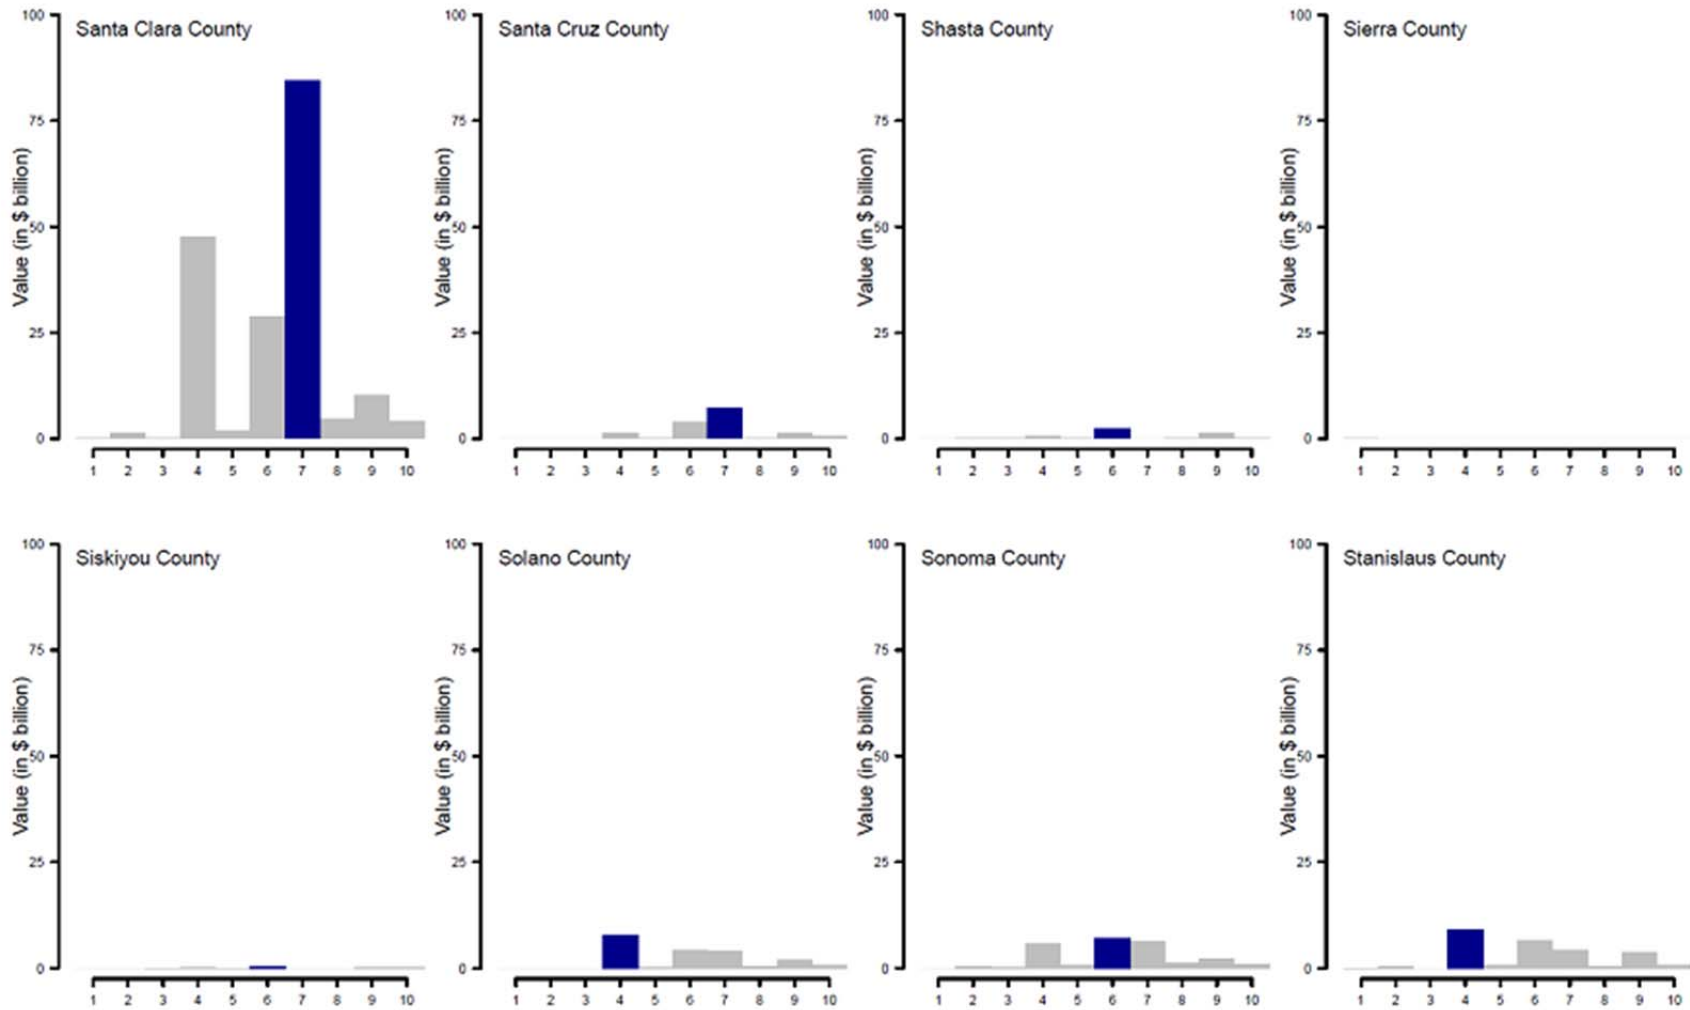 Santa Clara County
Value (in $ billion)
100
75
50
25
0
1 2 3 4 5 6 7 8 9 10
Santa Cruz County
Value (in $ billion)
100
75
50
25
0
1 2 3 4 5 6 7 8 9 10
Shasta County
Value (in $ billion)
100
75
50
25
0
1 2 3 4 5 6 7 8 9 10
Sierra County
Value (in $ billion)
100
75
50
25
0
1 2 3 4 5 6 7 8 9 10
Siskiyou County
Value (in $ billion)
100
75
50
25
0
1 2 3 4 5 6 7 8 9 10
Solano County
Value (in $ billion)
100
75
50
25
0
1 2 3 4 5 6 7 8 9 10
Sonoma County
Value (in $ billion)
100
75
50
25
0
1 2 3 4 5 6 7 8 9 10
Stanislaus County
Value (in $ billion)
100
75
50
25
0
1 2 3 4 5 6 7 8 9 10